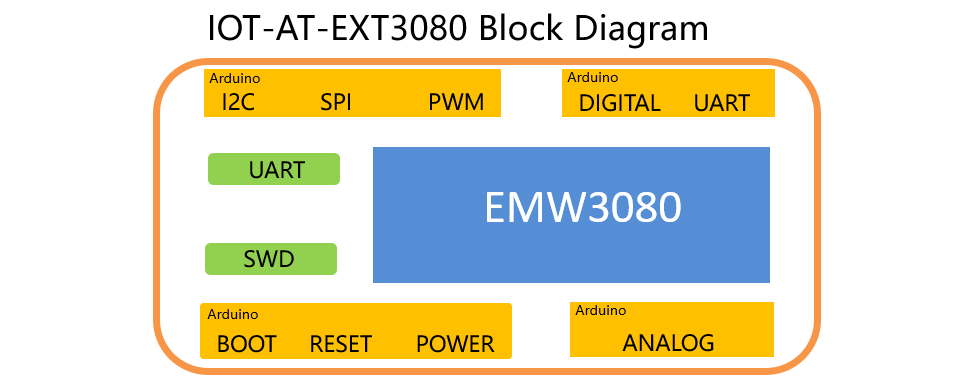 IOT-AT-EXT3080 Block Diagram
Arduino
I2C SPI PWM
Arduino
DIGITAL UART
UART
EMW3080
SWD
Arduino
BOOT RESET POWER
Arduino
ANALOG